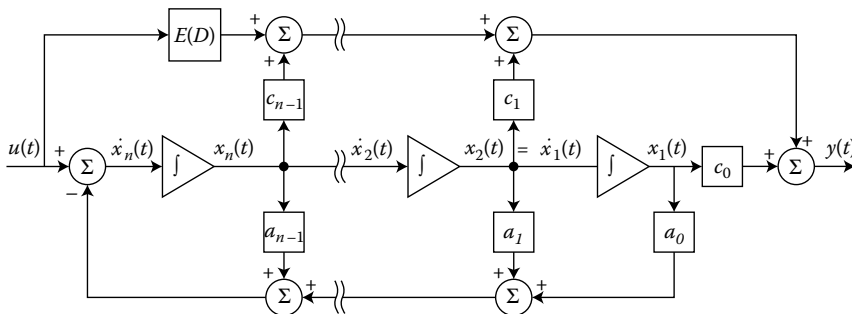 E(D) + Σ + Σ
+ +
c_{n−1} c_1
u(t) + Σ ẋ_n(t) ∫ x_n(t) ẋ_2(t) ∫ x_2(t) = ẋ_1(t) ∫ x_1(t) c_0 + + Σ y(t)
−
a_{n−1} a_1 a_0
+ +
Σ + Σ +